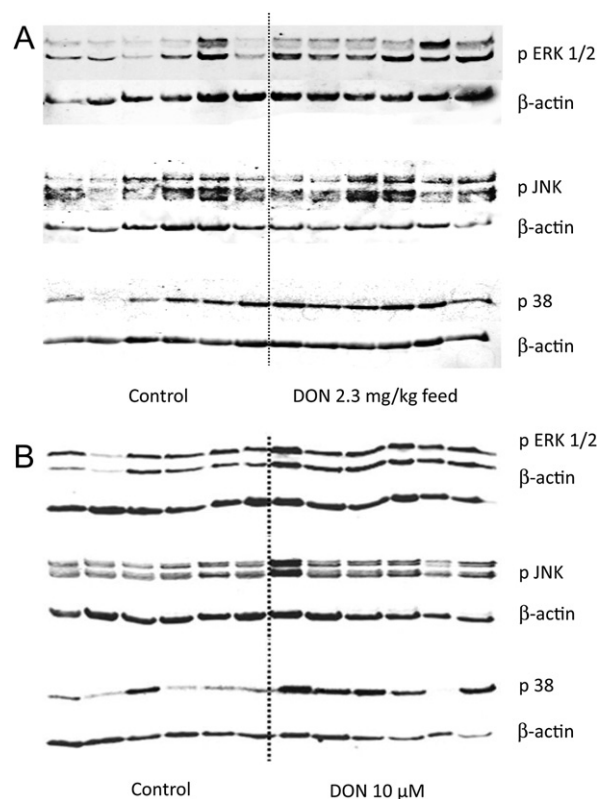 A
p ERK 1/2
β-actin
p JNK
β-actin
p 38
β-actin
Control DON 2.3 mg/kg feed
B
p ERK 1/2
β-actin
p JNK
β-actin
p 38
β-actin
Control DON 10 μM